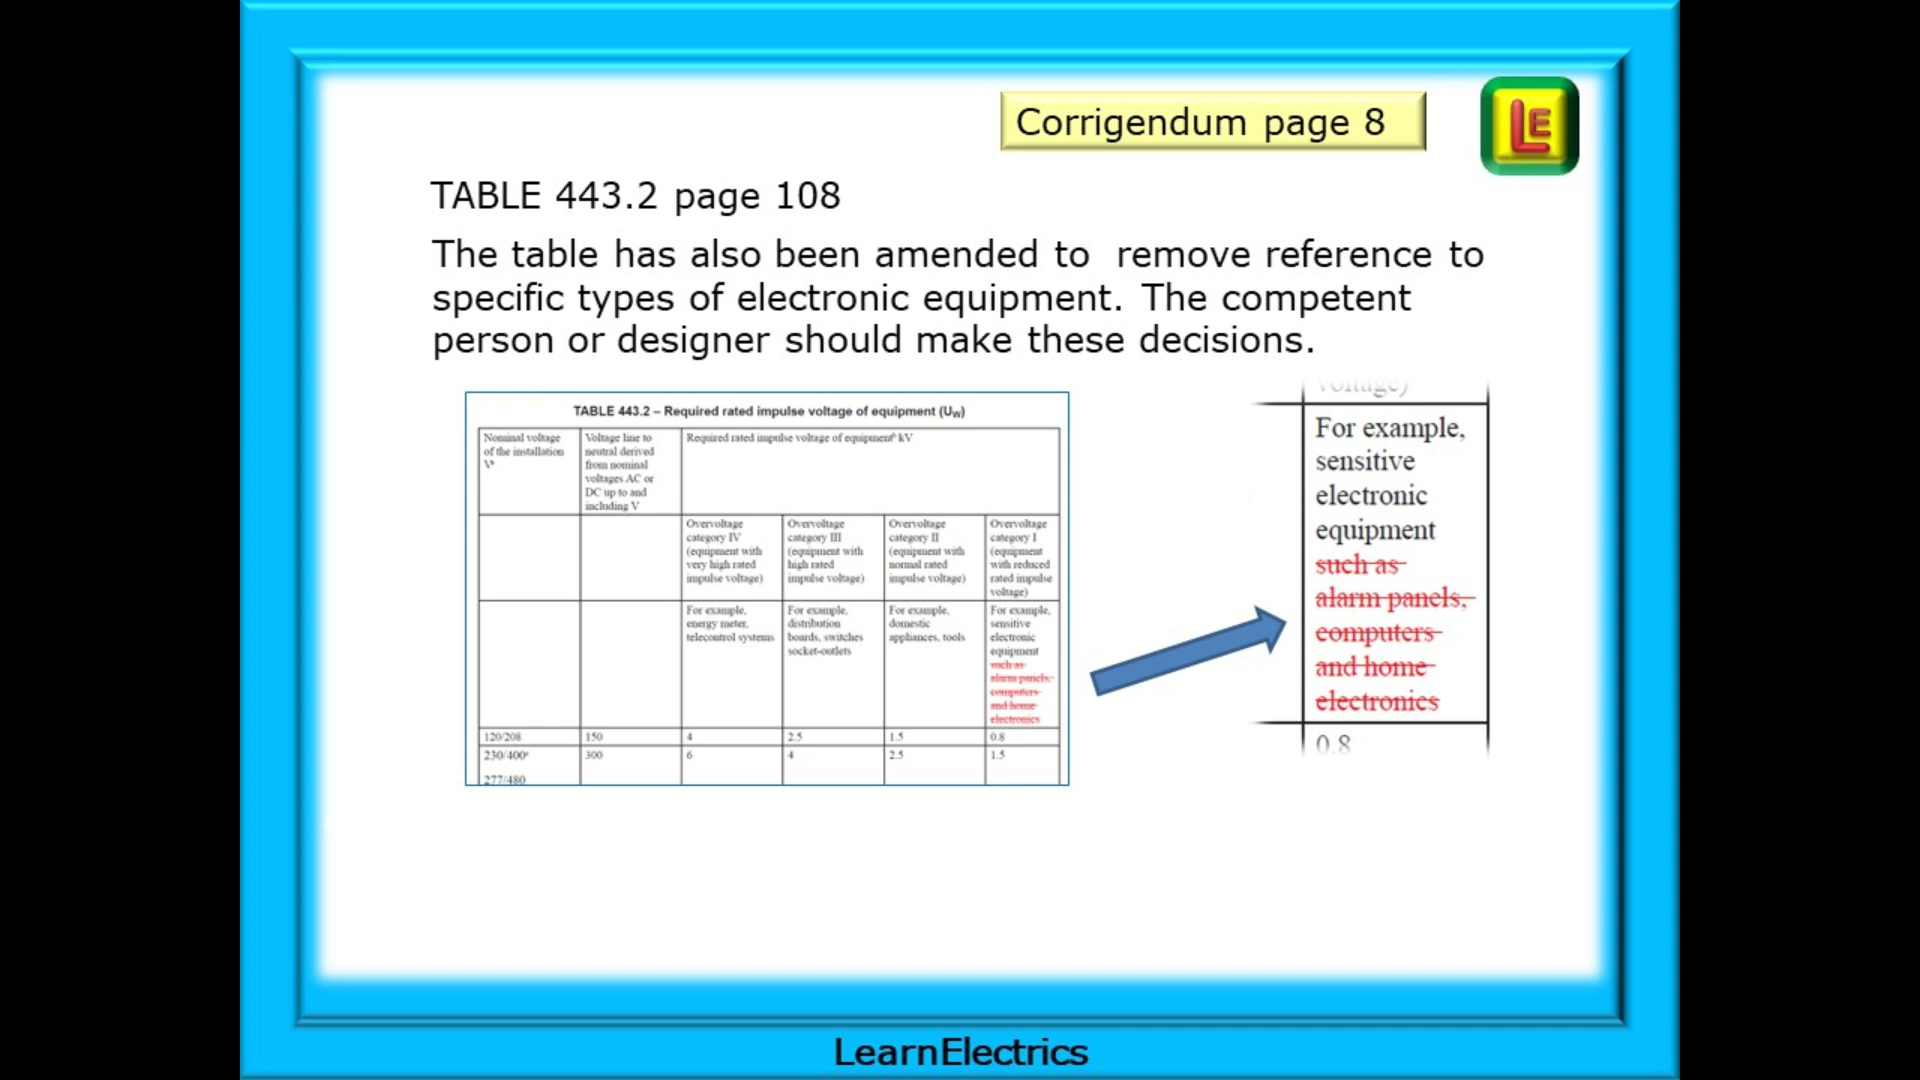 Corrigendum page 8
LE
TABLE 443.2 page 108
The table has also been amended to  remove reference to
specific types of electronic equipment. The competent
person or designer should make these decisions.
TABLE 443.2 – Required rated impulse voltage of equipment (UW)
Nominal voltage
of the installation
Vª
Voltage line to
neutral derived
from nominal
voltages AC or
DC up to and
including V
Required rated impulse voltage of equipmentᵇ kV
Overvoltage
category IV
(equipment with
very high rated
impulse voltage)
Overvoltage
category III
(equipment with
high rated
impulse voltage)
Overvoltage
category II
(equipment with
normal rated
impulse voltage)
Overvoltage
category I
(equipment
with reduced
rated impulse
voltage)
For example,
energy meter,
telecontrol systems
For example,
distribution
boards, switches
socket-outlets
For example,
domestic
appliances, tools
For example,
sensitive
electronic
equipment
such as
alarm panels,
computers
and home
electronics
120/208 150 4 2.5 1.5 0.8
230/400ᵃ 300 6 4 2.5 1.5
277/480
voltage)
For example,
sensitive
electronic
equipment
such as
alarm panels,
computers
and home
electronics
0.8
LearnElectrics